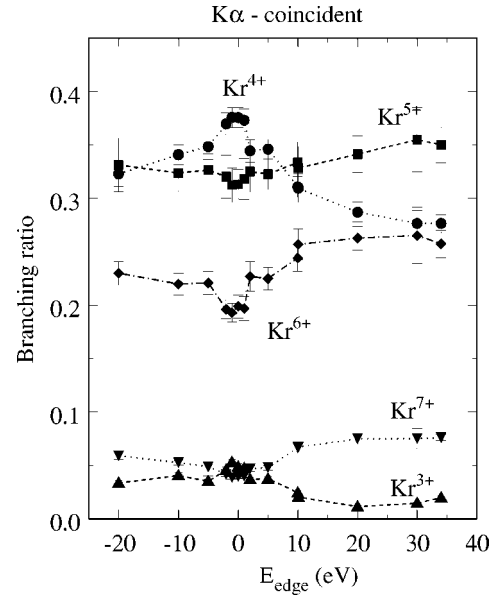 Kα - coincident
0.4
0.3
0.2
0.1
0.0
Branching ratio
Kr4+
Kr5+
Kr6+
Kr7+
Kr3+
-20 -10 0 10 20 30 40
Eedge (eV)